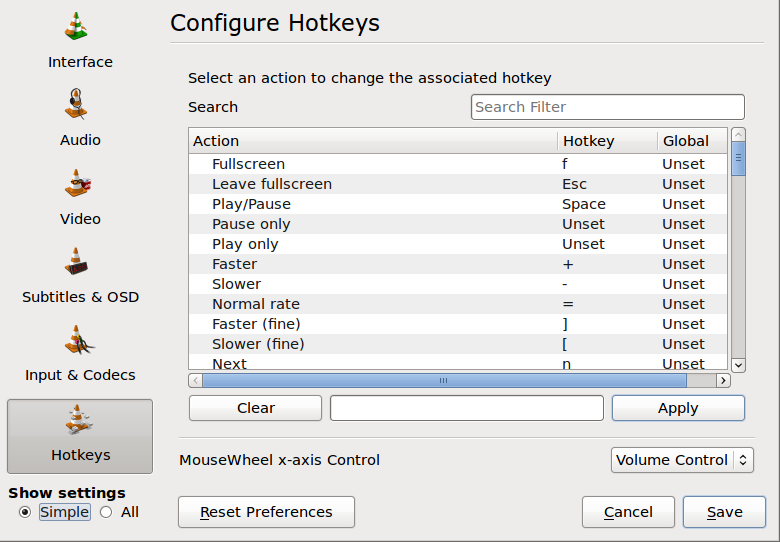 Configure Hotkeys
Interface
Audio
Video
Subtitles & OSD
Input & Codecs
Hotkeys
Show settings
Simple All
Select an action to change the associated hotkey
Search Search Filter
Action Hotkey Global
Fullscreen f Unset
Leave fullscreen Esc Unset
Play/Pause Space Unset
Pause only Unset Unset
Play only Unset Unset
Faster + Unset
Slower - Unset
Normal rate = Unset
Faster (fine) ] Unset
Slower (fine) [ Unset
Next n Unset
Clear Apply
MouseWheel x-axis Control Volume Control
Reset Preferences Cancel Save